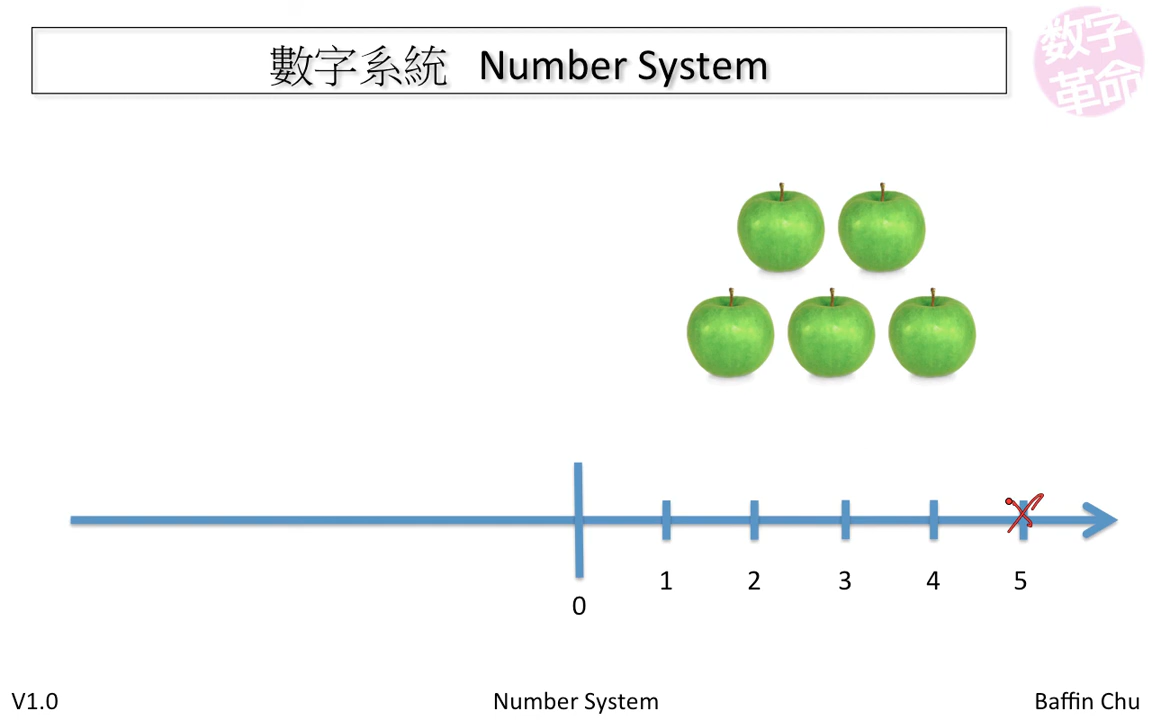 數字系統 Number System
数字
革命
0
1 2 3 4 5
V1.0 Number System Baffin Chu